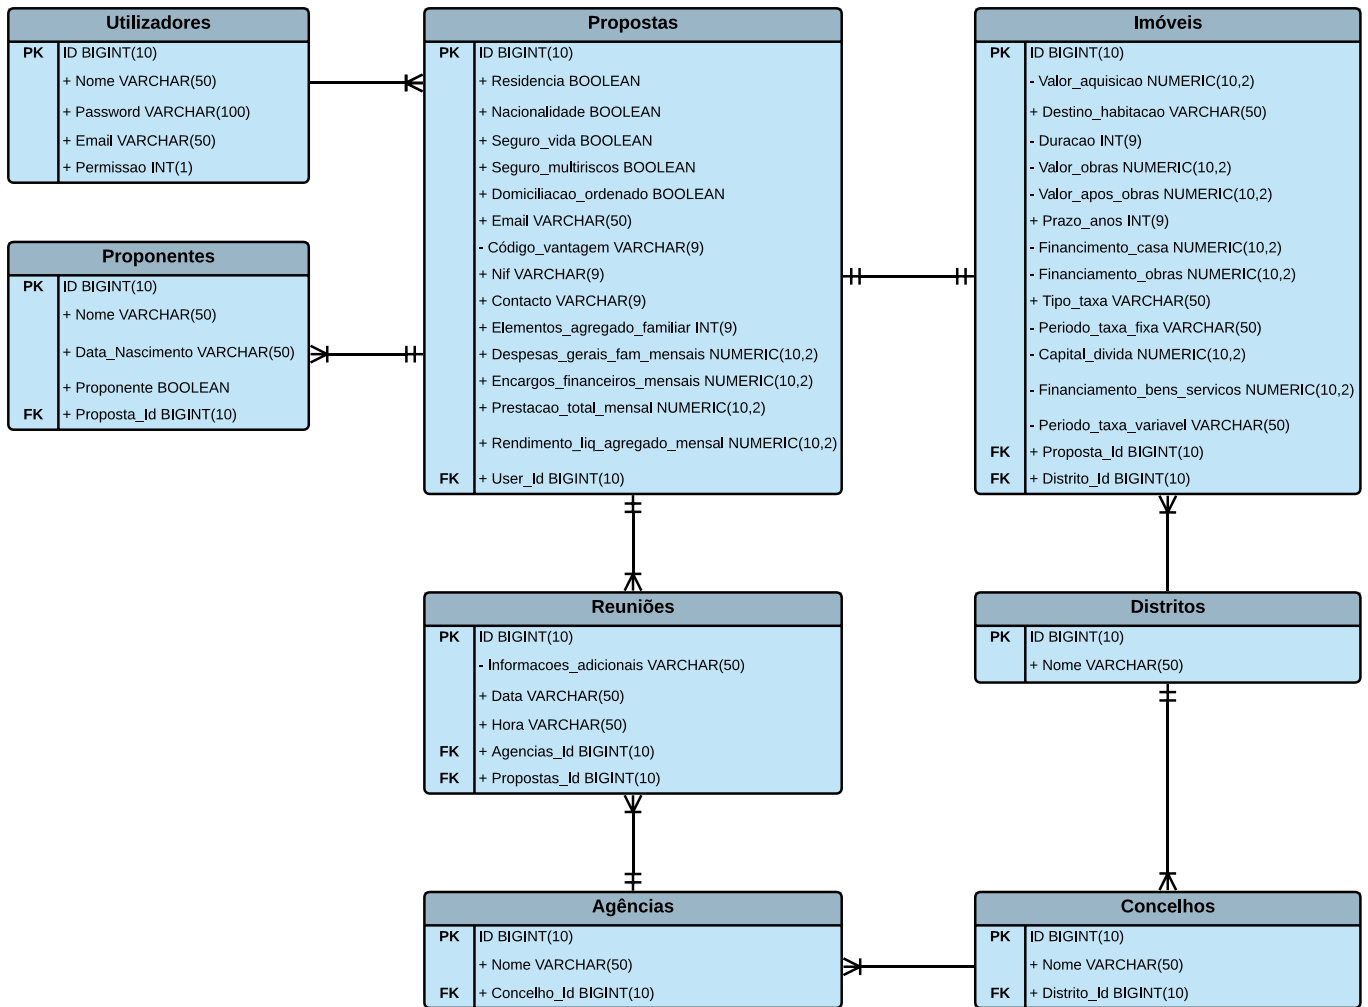 Utilizadores
PK ID BIGINT(10)
+ Nome VARCHAR(50)
+ Password VARCHAR(100)
+ Email VARCHAR(50)
+ Permissao INT(1)
Proponentes
PK ID BIGINT(10)
+ Nome VARCHAR(50)
+ Data_Nascimento VARCHAR(50)
+ Proponente BOOLEAN
FK + Proposta_Id BIGINT(10)
Propostas
PK ID BIGINT(10)
+ Residencia BOOLEAN
+ Nacionalidade BOOLEAN
+ Seguro_vida BOOLEAN
+ Seguro_multiriscos BOOLEAN
+ Domiciliacao_ordenado BOOLEAN
+ Email VARCHAR(50)
- Código_vantagem VARCHAR(9)
+ Nif VARCHAR(9)
+ Contacto VARCHAR(9)
+ Elementos_agregado_familiar INT(9)
+ Despesas_gerais_fam_mensais NUMERIC(10,2)
+ Encargos_financeiros_mensais NUMERIC(10,2)
+ Prestacao_total_mensal NUMERIC(10,2)
+ Rendimento_liq_agregado_mensal NUMERIC(10,2)
FK + User_Id BIGINT(10)
Imóveis
PK ID BIGINT(10)
- Valor_aquisicao NUMERIC(10,2)
+ Destino_habitacao VARCHAR(50)
- Duracao INT(9)
- Valor_obras NUMERIC(10,2)
- Valor_apos_obras NUMERIC(10,2)
+ Prazo_anos INT(9)
- Financimento_casa NUMERIC(10,2)
- Financiamento_obras NUMERIC(10,2)
+ Tipo_taxa VARCHAR(50)
- Periodo_taxa_fixa VARCHAR(50)
- Capital_divida NUMERIC(10,2)
- Financiamento_bens_servicos NUMERIC(10,2)
- Periodo_taxa_variavel VARCHAR(50)
FK + Proposta_Id BIGINT(10)
FK + Distrito_Id BIGINT(10)
Reuniões
PK ID BIGINT(10)
- Informacoes_adicionais VARCHAR(50)
+ Data VARCHAR(50)
+ Hora VARCHAR(50)
FK + Agencias_Id BIGINT(10)
FK + Propostas_Id BIGINT(10)
Distritos
PK ID BIGINT(10)
+ Nome VARCHAR(50)
Agências
PK ID BIGINT(10)
+ Nome VARCHAR(50)
FK + Concelho_Id BIGINT(10)
Concelhos
PK ID BIGINT(10)
+ Nome VARCHAR(50)
FK + Distrito_Id BIGINT(10)